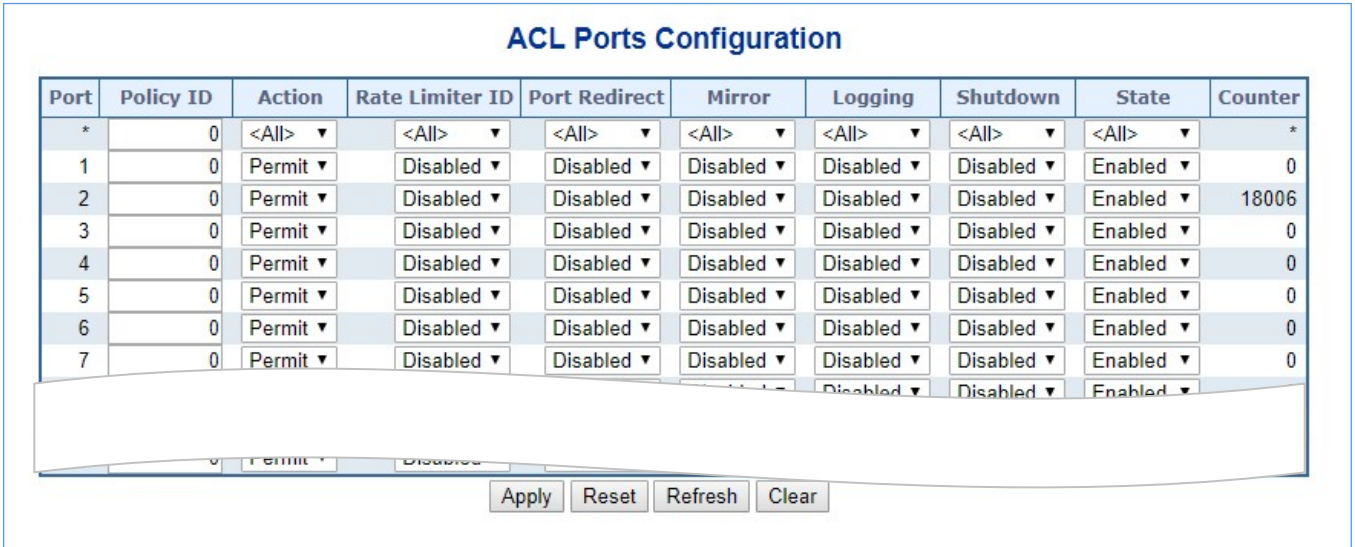 ACL Ports Configuration
Port Policy ID Action Rate Limiter ID Port Redirect Mirror Logging Shutdown State Counter
* 0 <All> <All> <All> <All> <All> <All> <All> *
1 0 Permit Disabled Disabled Disabled Disabled Disabled Enabled 0
2 0 Permit Disabled Disabled Disabled Disabled Disabled Enabled 18006
3 0 Permit Disabled Disabled Disabled Disabled Disabled Enabled 0
4 0 Permit Disabled Disabled Disabled Disabled Disabled Enabled 0
5 0 Permit Disabled Disabled Disabled Disabled Disabled Enabled 0
6 0 Permit Disabled Disabled Disabled Disabled Disabled Enabled 0
7 0 Permit Disabled Disabled Disabled Disabled Disabled Enabled 0
Disabled Disabled Enabled
Permit Disabled
Apply Reset Refresh Clear